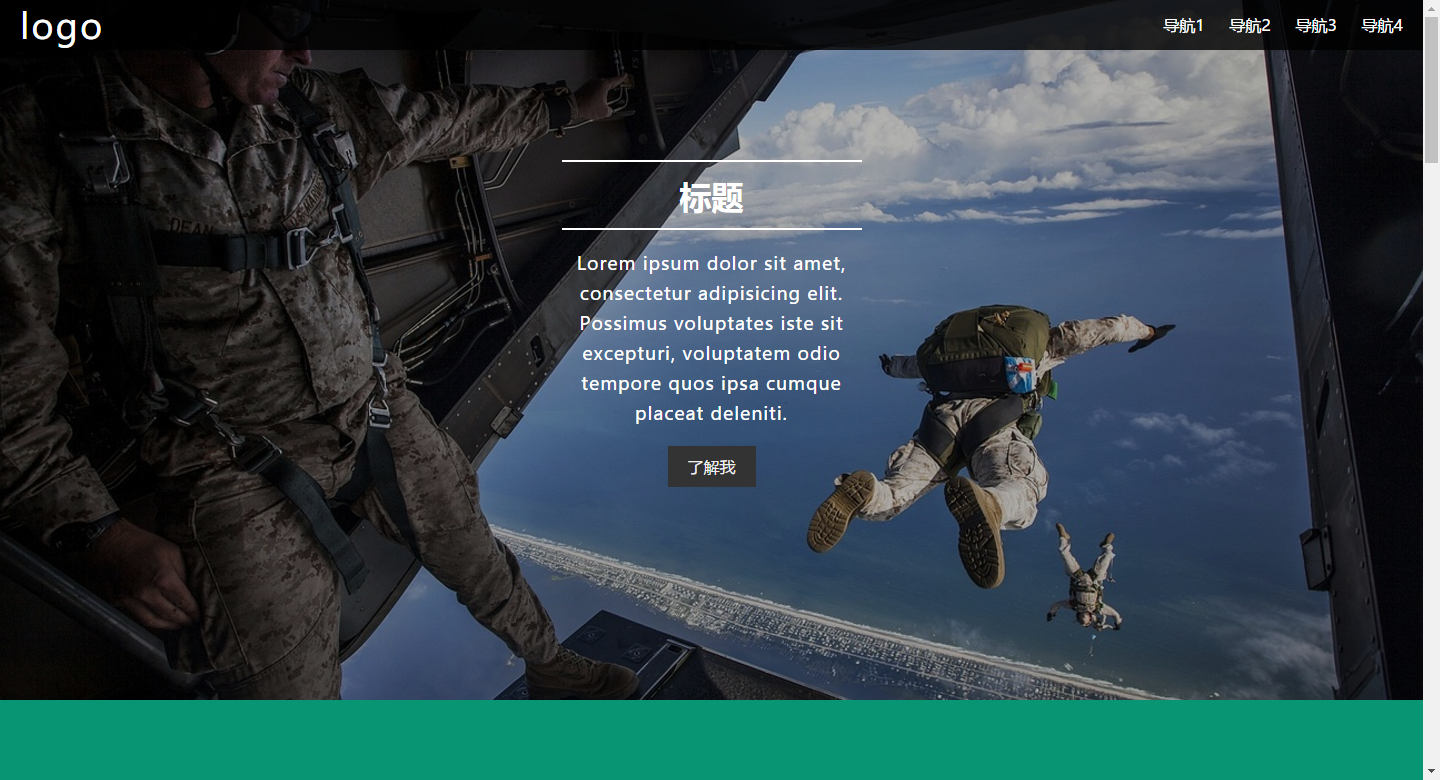 logo
导航1 导航2 导航3 导航4
标题
Lorem ipsum dolor sit amet,
consectetur adipisicing elit.
Possimus voluptates iste sit
excepturi, voluptatem odio
tempore quos ipsa cumque
placeat deleniti.
了解我
DEAN